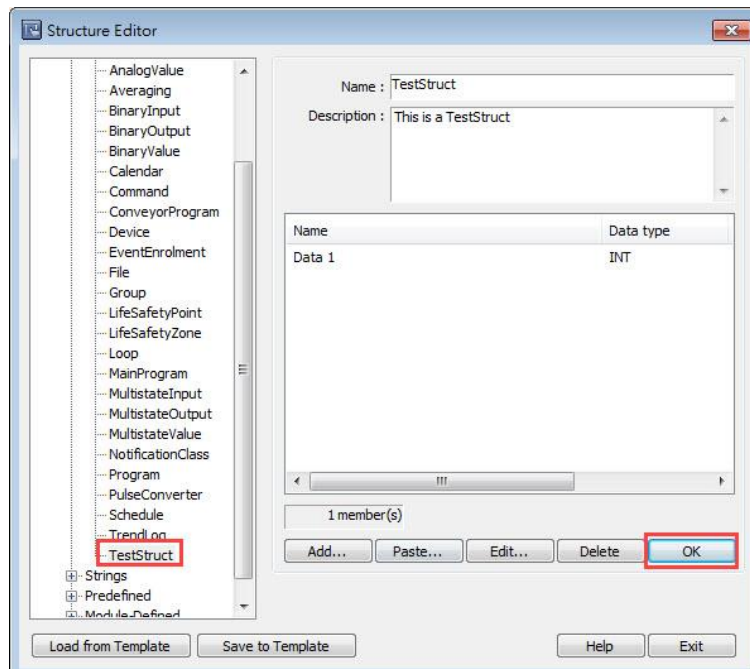 Structure Editor
AnalogValue
Averaging
BinaryInput
BinaryOutput
BinaryValue
Calendar
Command
ConveyorProgram
Device
EventEnrolment
File
Group
LifeSafetyPoint
LifeSafetyZone
Loop
MainProgram
MultistateInput
MultistateOutput
MultistateValue
NotificationClass
Program
PulseConverter
Schedule
TrendLog
TestStruct
Strings
Predefined
Module-Defined
Name : TestStruct
Description : This is a TestStruct
Name Data type
Data 1 INT
1 member(s)
Add... Paste... Edit... Delete OK
Load from Template Save to Template Help Exit